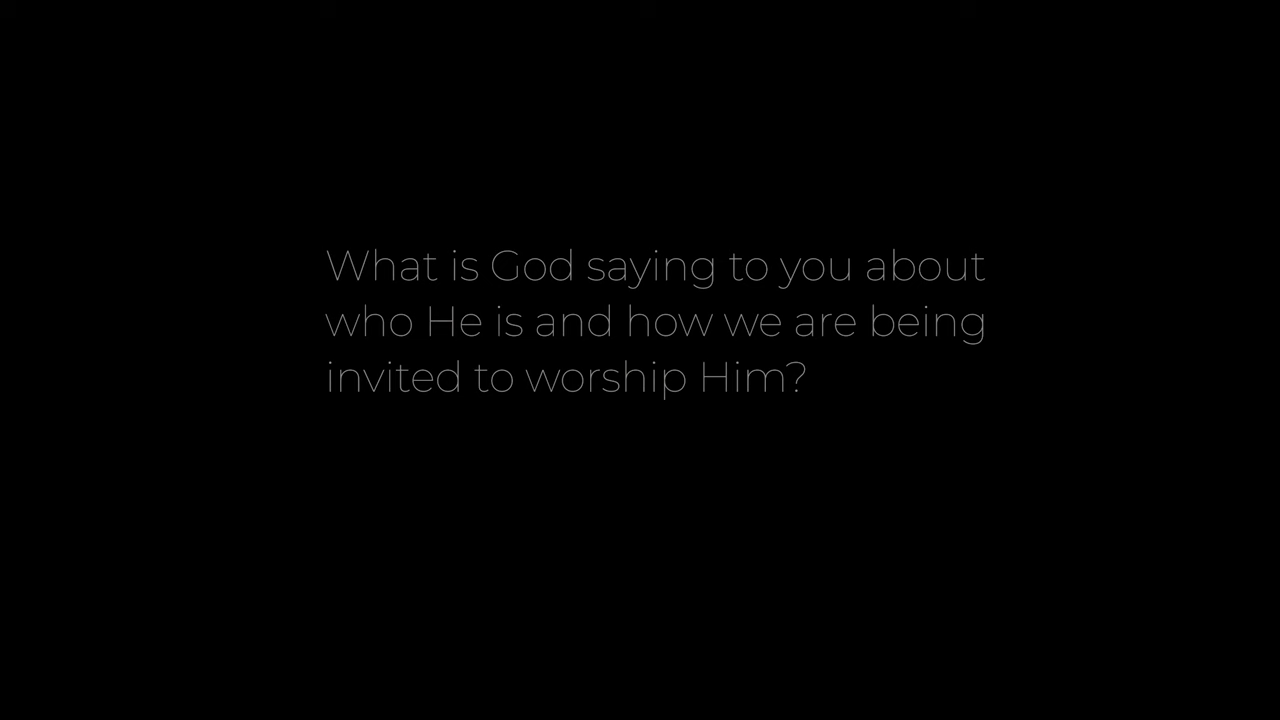 What is God saying to you about
who He is and how we are being
invited to worship Him?